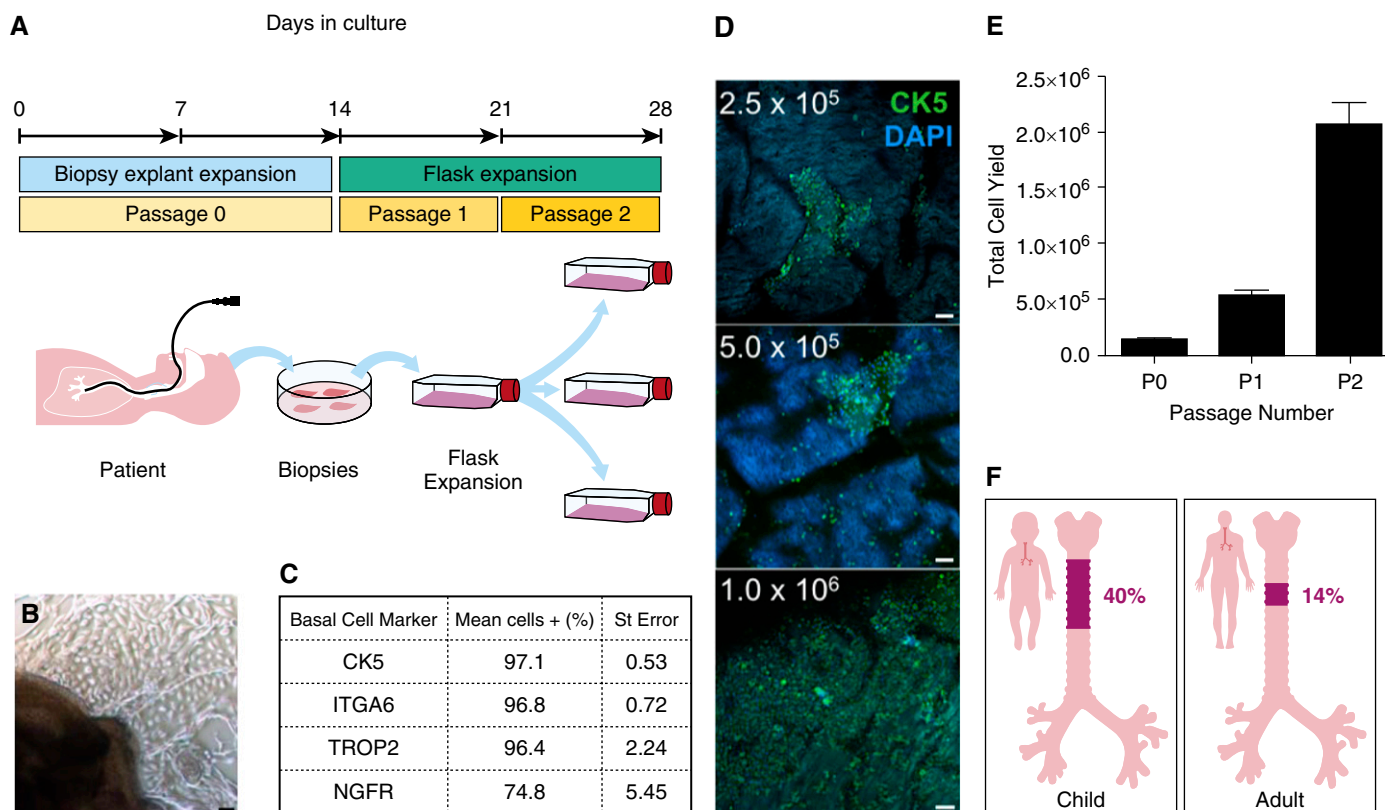 A
Days in culture
0 7 14 21 28
Biopsy explant expansion
Flask expansion
Passage 0
Passage 1
Passage 2
Patient
Biopsies
Flask
Expansion
B
C
Basal Cell Marker Mean cells + (%) St Error
CK5 97.1 0.53
ITGA6 96.8 0.72
TROP2 96.4 2.24
NGFR 74.8 5.45
D
2.5 x 10⁵ CK5
DAPI
5.0 x 10⁵
1.0 x 10⁶
E
Total Cell Yield
2.5×10⁶
2.0×10⁶
1.5×10⁶
1.0×10⁶
5.0×10⁵
0.0
P0 P1 P2
Passage Number
F
40%
Child
14%
Adult